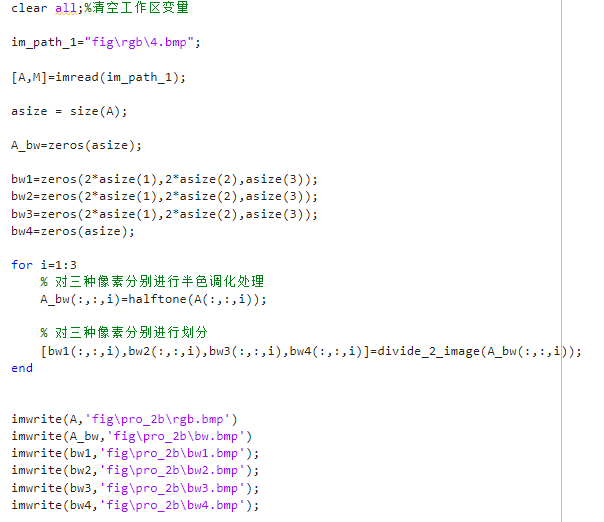 clear all;%清空工作区变量
im_path_1="fig\rgb\4.bmp";
[A,M]=imread(im_path_1);
asize = size(A);
A_bw=zeros(asize);
bw1=zeros(2*asize(1),2*asize(2),asize(3));
bw2=zeros(2*asize(1),2*asize(2),asize(3));
bw3=zeros(2*asize(1),2*asize(2),asize(3));
bw4=zeros(asize);
for i=1:3
    % 对三种像素分别进行半色调化处理
    A_bw(:,:,i)=halftone(A(:,:,i));
    % 对三种像素分别进行划分
    [bw1(:,:,i),bw2(:,:,i),bw3(:,:,i),bw4(:,:,i)]=divide_2_image(A_bw(:,:,i));
end
imwrite(A,'fig\pro_2b\rgb.bmp')
imwrite(A_bw,'fig\pro_2b\bw.bmp')
imwrite(bw1,'fig\pro_2b\bw1.bmp');
imwrite(bw2,'fig\pro_2b\bw2.bmp');
imwrite(bw3,'fig\pro_2b\bw3.bmp');
imwrite(bw4,'fig\pro_2b\bw4.bmp');